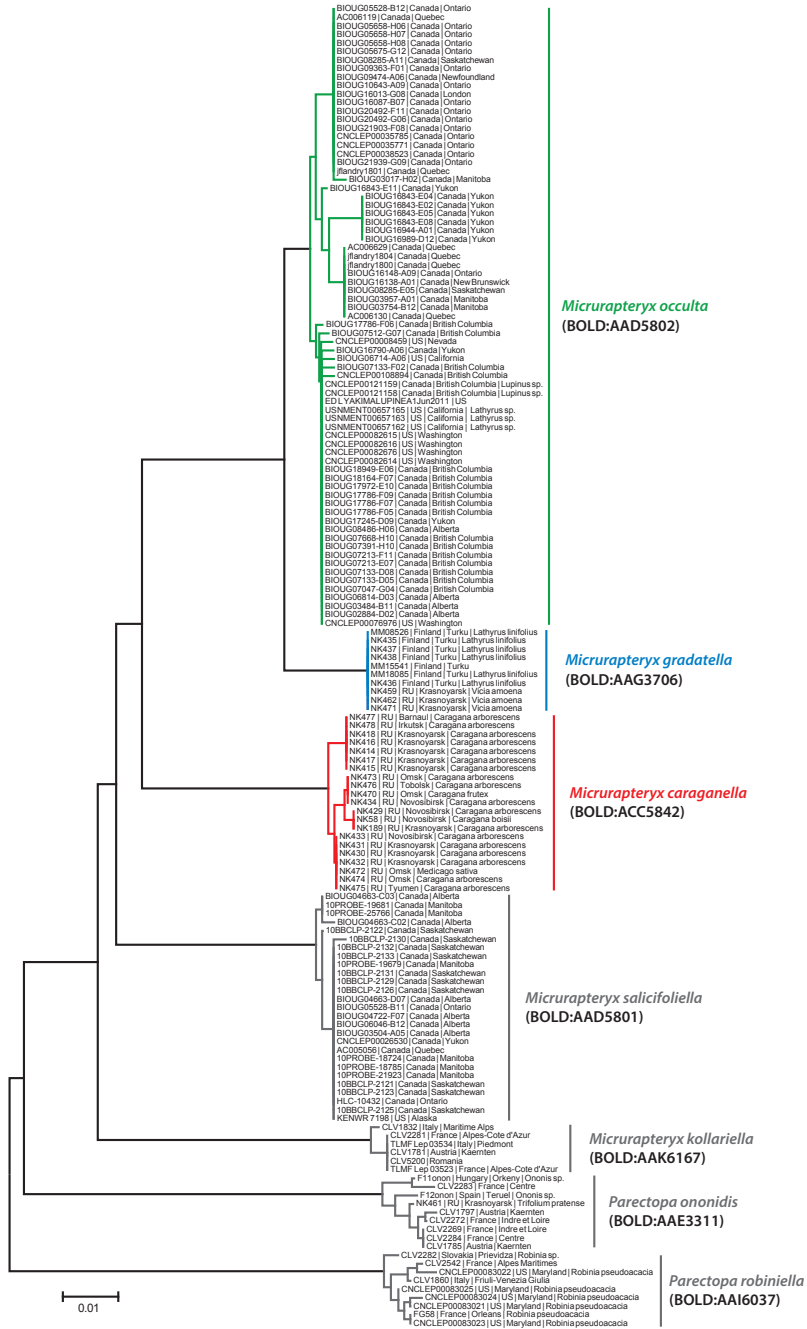 BIOUG05528-B12 | Canada | Ontario
AC006119 | Canada | Quebec
BIOUG05658-H06 | Canada | Ontario
BIOUG05658-H07 | Canada | Ontario
BIOUG05658-H08 | Canada | Ontario
BIOUG05675-G12 | Canada | Ontario
BIOUG08285-A11 | Canada | Saskatchewan
BIOUG09363-F01 | Canada | Ontario
BIOUG09474-A06 | Canada | Newfoundland
BIOUG10643-A09 | Canada | Ontario
BIOUG16013-G08 | Canada | London
BIOUG16087-B07 | Canada | Ontario
BIOUG20492-F11 | Canada | Ontario
BIOUG20492-G06 | Canada | Ontario
BIOUG21903-F08 | Canada | Ontario
CNCLEP00035785 | Canada | Ontario
CNCLEP00035771 | Canada | Ontario
CNCLEP00038523 | Canada | Ontario
BIOUG21939-G09 | Canada | Ontario
jflandry1801 | Canada | Quebec
BIOUG03017-H02 | Canada | Manitoba
BIOUG16843-E11 | Canada | Yukon
BIOUG16843-E04 | Canada | Yukon
BIOUG16843-E02 | Canada | Yukon
BIOUG16843-E05 | Canada | Yukon
BIOUG16843-E08 | Canada | Yukon
BIOUG16944-A01 | Canada | Yukon
BIOUG16989-D12 | Canada | Yukon
AC006629 | Canada | Quebec
jflandry1804 | Canada | Quebec
jflandry1800 | Canada | Quebec
BIOUG16148-A09 | Canada | Ontario
BIOUG16138-A01 | Canada | New Brunswick
BIOUG08285-E05 | Canada | Saskatchewan
BIOUG03957-A01 | Canada | Manitoba
BIOUG03754-B12 | Canada | Manitoba
AC006130 | Canada | Quebec
BIOUG17786-F06 | Canada | British Columbia
BIOUG07512-G07 | Canada | British Columbia
CNCLEP00008459 | US | Nevada
BIOUG16790-A06 | Canada | Yukon
BIOUG06714-A06 | US | California
BIOUG07133-F02 | Canada | British Columbia
CNCLEP00108894 | Canada | British Columbia
CNCLEP00121159 | Canada | British Columbia | Lupinus sp.
CNCLEP00121158 | Canada | British Columbia | Lupinus sp.
ED L YAKIMALUPINEA1Jun2011 | US
USNMENT00657165 | US | California | Lathyrus sp.
USNMENT00657163 | US | California | Lathyrus sp.
USNMENT00657162 | US | California | Lathyrus sp.
CNCLEP00082615 | US | Washington
CNCLEP00082616 | US | Washington
CNCLEP00082676 | US | Washington
CNCLEP00082614 | US | Washington
BIOUG18949-E06 | Canada | British Columbia
BIOUG18164-F07 | Canada | British Columbia
BIOUG17972-E10 | Canada | British Columbia
BIOUG17786-F09 | Canada | British Columbia
BIOUG17786-F07 | Canada | British Columbia
BIOUG17786-F05 | Canada | British Columbia
BIOUG17245-D09 | Canada | Yukon
BIOUG08486-H06 | Canada | Alberta
BIOUG07668-H10 | Canada | British Columbia
BIOUG07391-H10 | Canada | British Columbia
BIOUG07213-F11 | Canada | British Columbia
BIOUG07213-E07 | Canada | British Columbia
BIOUG07133-D08 | Canada | British Columbia
BIOUG07133-D05 | Canada | British Columbia
BIOUG07047-G04 | Canada | British Columbia
BIOUG06814-D03 | Canada | Alberta
BIOUG03484-B11 | Canada | Alberta
BIOUG02884-D02 | Canada | Alberta
CNCLEP00076976 | US | Washington
Micrurapteryx occulta
(BOLD:AAD5802)
MM08526 | Finland | Turku | Lathyrus linifolius
NK435 | Finland | Turku | Lathyrus linifolius
NK437 | Finland | Turku | Lathyrus linifolius
NK438 | Finland | Turku | Lathyrus linifolius
MM15541 | Finland | Turku
MM18085 | Finland | Turku | Lathyrus linifolius
NK436 | Finland | Turku | Lathyrus linifolius
NK459 | RU | Krasnoyarsk | Vicia amoena
NK462 | RU | Krasnoyarsk | Vicia amoena
NK471 | RU | Krasnoyarsk | Vicia amoena
Micrurapteryx gradatella
(BOLD:AAG3706)
NK477 | RU | Barnaul | Caragana arborescens
NK478 | RU | Irkutsk | Caragana arborescens
NK418 | RU | Krasnoyarsk | Caragana arborescens
NK416 | RU | Krasnoyarsk | Caragana arborescens
NK414 | RU | Krasnoyarsk | Caragana arborescens
NK417 | RU | Krasnoyarsk | Caragana arborescens
NK415 | RU | Krasnoyarsk | Caragana arborescens
NK473 | RU | Omsk | Caragana arborescens
NK476 | RU | Tobolsk | Caragana arborescens
NK470 | RU | Omsk | Caragana frutex
NK434 | RU | Novosibirsk | Caragana arborescens
NK429 | RU | Novosibirsk | Caragana arborescens
NK58 | RU | Novosibirsk | Caragana boisii
NK189 | RU | Krasnoyarsk | Caragana arborescens
NK433 | RU | Novosibirsk | Caragana arborescens
NK431 | RU | Krasnoyarsk | Caragana arborescens
NK430 | RU | Krasnoyarsk | Caragana arborescens
NK432 | RU | Krasnoyarsk | Caragana arborescens
NK472 | RU | Omsk | Medicago sativa
NK474 | RU | Omsk | Caragana arborescens
NK475 | RU | Tyumen | Caragana arborescens
Micrurapteryx caraganella
(BOLD:ACC5842)
BIOUG04663-C03 | Canada | Alberta
10PROBE-19681 | Canada | Manitoba
10PROBE-25766 | Canada | Manitoba
BIOUG04663-C02 | Canada | Alberta
10BBCLP-2122 | Canada | Saskatchewan
10BBCLP-2130 | Canada | Saskatchewan
10BBCLP-2132 | Canada | Saskatchewan
10BBCLP-2133 | Canada | Saskatchewan
10PROBE-19679 | Canada | Manitoba
10BBCLP-2131 | Canada | Saskatchewan
10BBCLP-2129 | Canada | Saskatchewan
10BBCLP-2126 | Canada | Saskatchewan
BIOUG04663-D07 | Canada | Alberta
BIOUG05528-B11 | Canada | Ontario
BIOUG04722-F07 | Canada | Alberta
BIOUG06046-B12 | Canada | Alberta
BIOUG03504-A05 | Canada | Alberta
CNCLEP00026530 | Canada | Yukon
AC005056 | Canada | Quebec
10PROBE-18724 | Canada | Manitoba
10PROBE-18785 | Canada | Manitoba
10PROBE-21923 | Canada | Manitoba
10BBCLP-2121 | Canada | Saskatchewan
10BBCLP-2123 | Canada | Saskatchewan
HLC-10432 | Canada | Ontario
10BBCLP-2125 | Canada | Saskatchewan
KENWR 7198 | US | Alaska
Micrurapteryx salicifoliella
(BOLD:AAD5801)
CLV1832 | Italy | Maritime Alps
CLV2281 | France | Alpes-Cote d'Azur
TLMF Lep 03534 | Italy | Piedmont
CLV1781 | Austria | Kaernten
CLV5200 | Romania
TLMF Lep 03523 | France | Alpes-Cote d'Azur
Micrurapteryx kollariella
(BOLD:AAK6167)
F11onon | Hungary | Orkeny | Ononis sp.
CLV2283 | France | Centre
F12onon | Spain | Teruel | Ononis sp.
NK461 | RU | Krasnoyarsk | Trifolium pratense
CLV1797 | Austria | Kaernten
CLV2272 | France | Indre et Loire
CLV2269 | France | Indre et Loire
CLV2284 | France | Centre
CLV1785 | Austria | Kaernten
Parectopa ononidis
(BOLD:AAE3311)
CLV2282 | Slovakia | Prievidza | Robinia sp.
CLV2542 | France | Alpes Maritimes
CNCLEP00083022 | US | Maryland | Robinia pseudoacacia
CLV1860 | Italy | Friuli-Venezia Giulia
CNCLEP00083025 | US | Maryland | Robinia pseudoacacia
CNCLEP00083024 | US | Maryland | Robinia pseudoacacia
CNCLEP00083021 | US | Maryland | Robinia pseudoacacia
FG58 | France | Orleans | Robinia pseudoacacia
CNCLEP00083023 | US | Maryland | Robinia pseudoacacia
Parectopa robiniella
(BOLD:AAI6037)
0.01